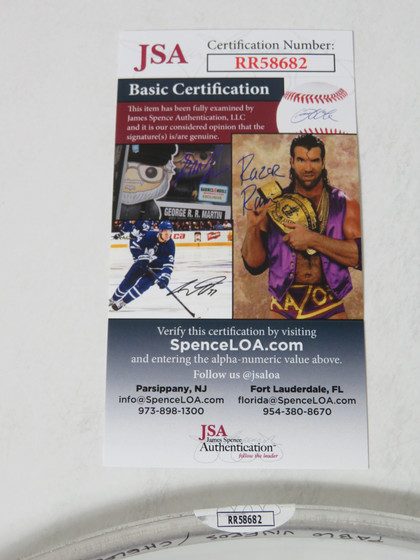 JSA
Certification Number:
RR58682
Basic Certification
This item has been fully examined by
James Spence Authentication, LLC
and it is our considered opinion that the
signature(s) is/are genuine.
Razor
GEORGE R. R. MARTIN
RAZOR
Verify this certification by visiting
SpenceLOA.com
and entering the alpha-numeric value above.
Follow us @jsaloa
Parsippany, NJ
info@SpenceLOA.com
973-898-1300
Fort Lauderdale, FL
florida@SpenceLOA.com
954-380-8670
JSA
James Spence
Authentication
follow the leader
RR58682